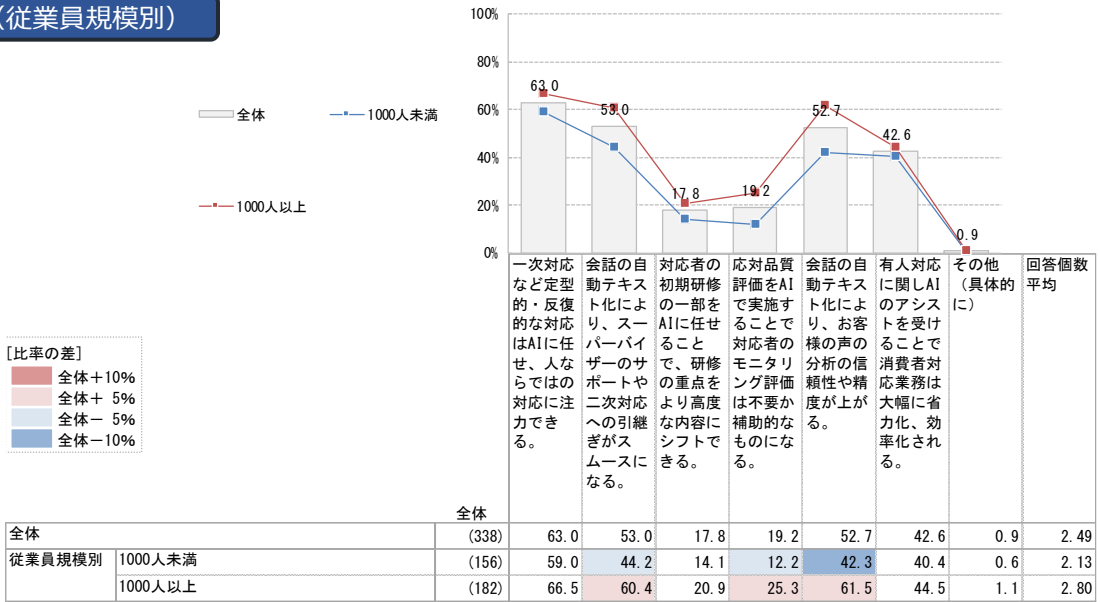 (従業員規模別)
100%
80%
60%
40%
20%
0%
全体
1000人未満
1000人以上
63.0
53.0
17.8
19.2
52.7
42.6
0.9
[比率の差]
全体+10%
全体+ 5%
全体- 5%
全体-10%
一次対応
など定型
的・反復
的な対応
はAIに任
せ、人な
らではの
対応に注
力でき
る。
会話の自
動テキス
ト化によ
り、スー
パーバイ
ザーのサ
ポートや
二次対応
への引継
ぎがス
ムースに
なる。
対応者の
初期研修
の一部を
AIに任せ
ること
で、研修
の重点を
より高度
な内容に
シフトで
きる。
応対品質
評価をAI
で実施す
ることで
対応者の
モニタリ
ング評価
は不要か
補助的な
ものにな
る。
会話の自
動テキス
ト化によ
り、お客
様の声の
分析の信
頼性や精
度が上が
る。
有人対応
に関しAI
のアシス
トを受け
ることで
消費者対
応業務は
大幅に省
力化、効
率化され
る。
その他
(具体的
に)
回答個数
平均
全体
全体 (338) 63.0 53.0 17.8 19.2 52.7 42.6 0.9 2.49
従業員規模別 1000人未満 (156) 59.0 44.2 14.1 12.2 42.3 40.4 0.6 2.13
1000人以上 (182) 66.5 60.4 20.9 25.3 61.5 44.5 1.1 2.80